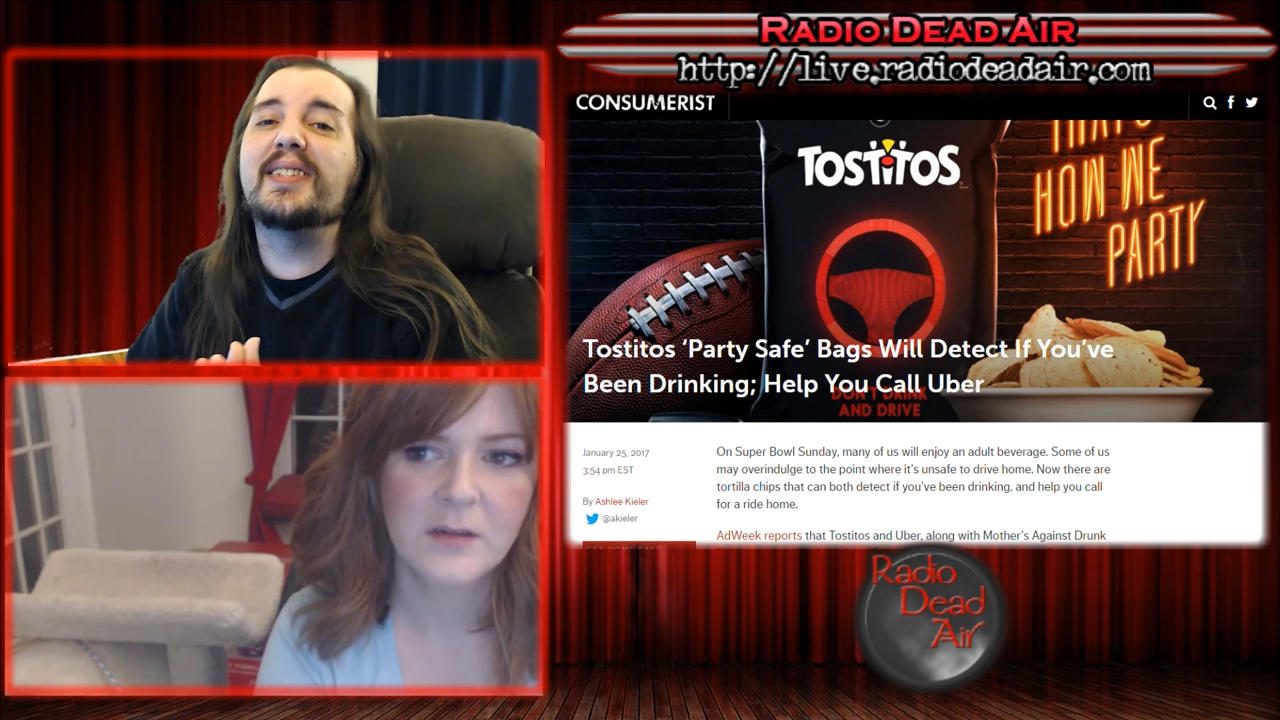 RADIO DEAD AIR
http://live.radiodeadair.com
CONSUMERIST
TOSTITOS
THAT'S
HOW WE
PARTY
Tostitos ‘Party Safe’ Bags Will Detect If You’ve
Been Drinking; Help You Call Uber
DON'T DRINK
AND DRIVE
January 25, 2017
3:54 pm EST
By Ashlee Kieler
@akieler
On Super Bowl Sunday, many of us will enjoy an adult beverage. Some of us
may overindulge to the point where it’s unsafe to drive home. Now there are
tortilla chips that can both detect if you’ve been drinking, and help you call
for a ride home.
AdWeek reports that Tostitos and Uber, along with Mother’s Against Drunk
GET HOME SAFE
Radio
Dead
Air